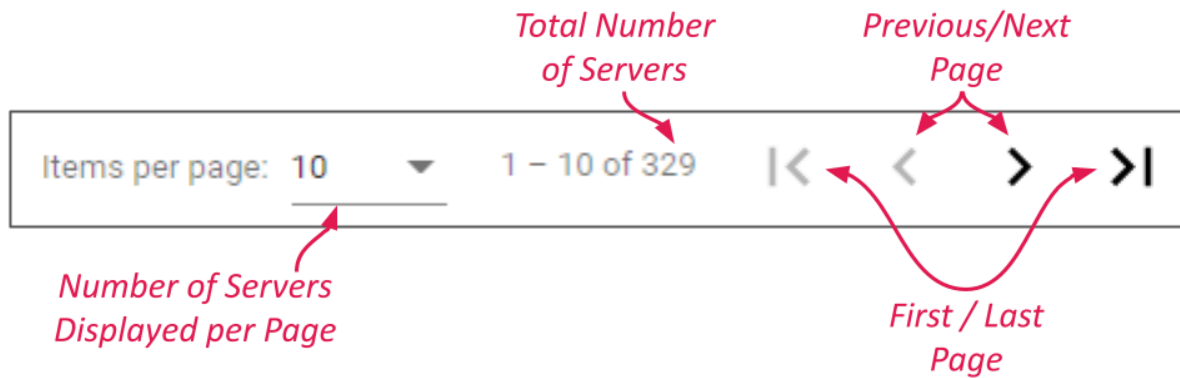 Total Number
of Servers
Previous/Next
Page
Items per page: 10
1 – 10 of 329
Number of Servers
Displayed per Page
First / Last
Page